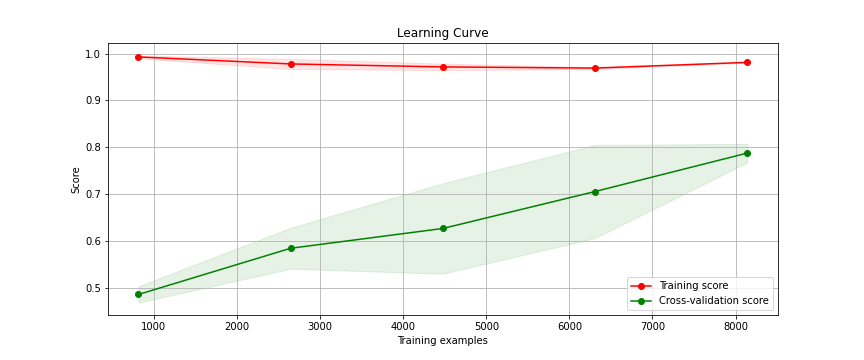 Learning Curve
1.0
0.9
0.8
0.7
0.6
0.5
Score
Training score
Cross-validation score
1000 2000 3000 4000 5000 6000 7000 8000
Training examples